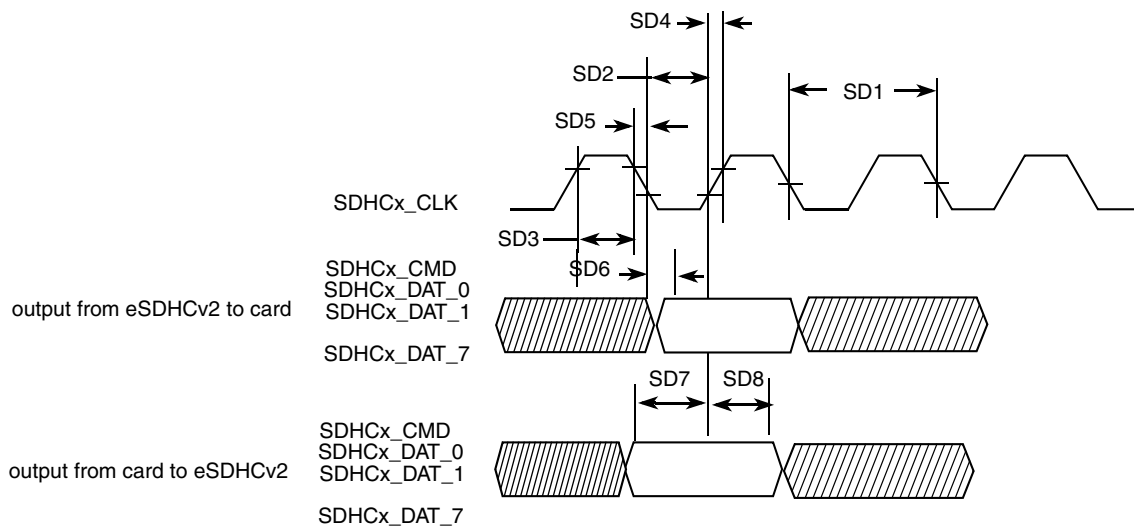 SD4
SD2
SD1
SD5
SDHCx_CLK
SD3
SDHCx_CMD
SD6
SDHCx_DAT_0
output from eSDHCv2 to card
SDHCx_DAT_1
SDHCx_DAT_7
SD7
SD8
SDHCx_CMD
SDHCx_DAT_0
output from card to eSDHCv2
SDHCx_DAT_1
SDHCx_DAT_7